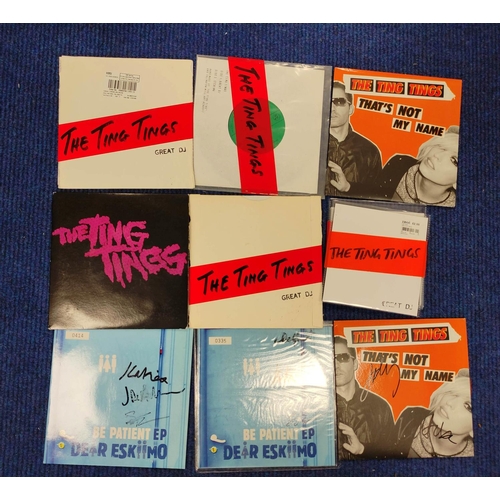 THE TING TINGS
GREAT DJ
THE TING TINGS
THE TING TINGS
THAT'S NOT
MY NAME
THE TING
TINGS
THE TING TINGS
GREAT DJ
THE TING TINGS
GREAT DJ
BE PATIENT EP
DEAR ESKIIMO
BE PATIENT EP
DEAR ESKIIMO
THE TING TINGS
THAT'S NOT
MY NAME